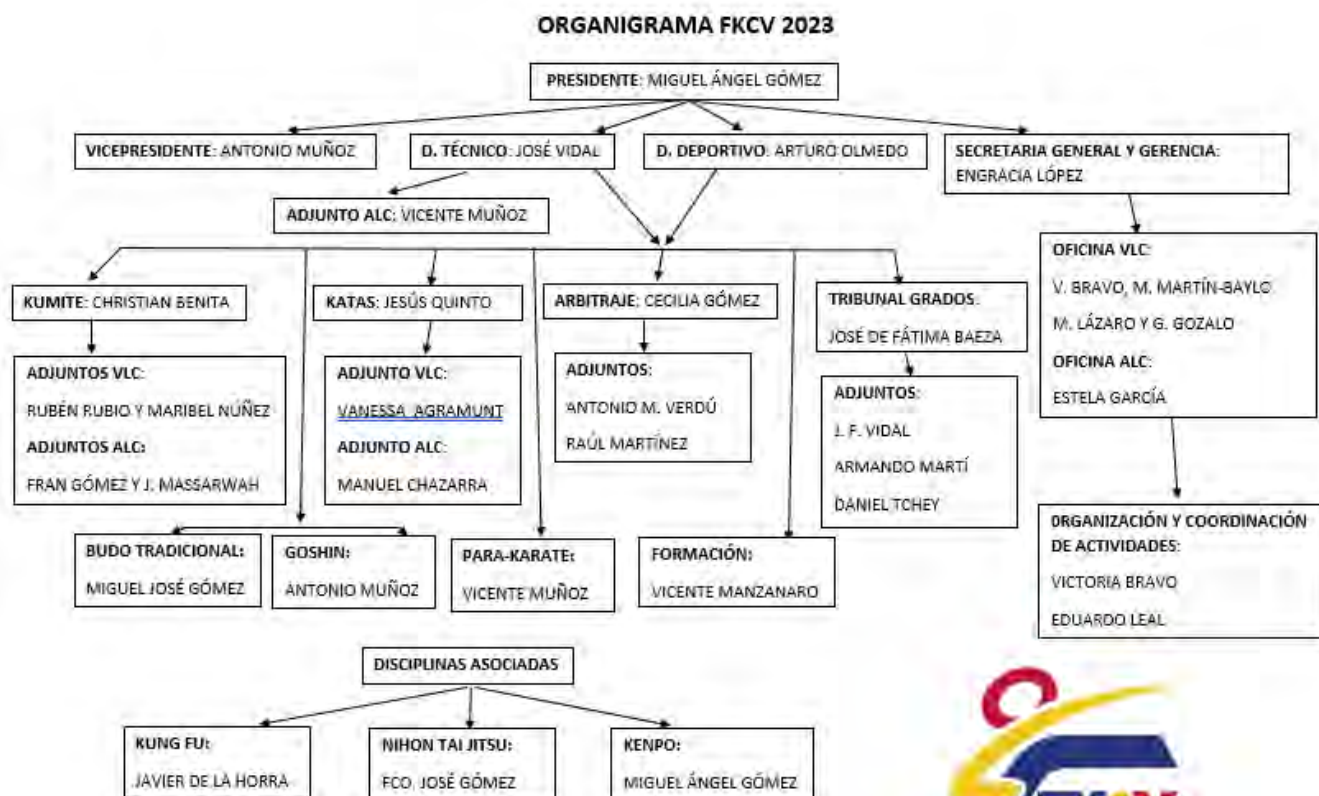 ORGANIGRAMA FKCV 2023
PRESIDENTE: MIGUEL ÁNGEL GÓMEZ
VICEPRESIDENTE: ANTONIO MUÑOZ
D. TÉCNICO: JOSÉ VIDAL
D. DEPORTIVO: ARTURO OLMEDO
SECRETARIA GENERAL Y GERENCIA:
ENGRACIA LÓPEZ
ADJUNTO ALC: VICENTE MUÑOZ
KUMITE: CHRISTIAN BENITA
ADJUNTOS VLC:
RUBÉN RUBIO Y MARIBEL NÚÑEZ
ADJUNTOS ALC:
FRAN GÓMEZ Y J. MASSARWAH
KATAS: JESÚS QUINTO
ADJUNTO VLC:
VANESSA AGRAMUNT
ADJUNTO ALC:
MANUEL CHAZARRA
ARBITRAJE: CECILIA GÓMEZ
ADJUNTOS:
ANTONIO M. VERDÚ
RAÚL MARTÍNEZ
TRIBUNAL GRADOS:
JOSÉ DE FÁTIMA BAEZA
ADJUNTOS:
J. F. VIDAL
ARMANDO MARTÍ
DANIEL TCHEY
OFICINA VLC:
V. BRAVO, M. MARTÍN-BAYLO
M. LÁZARO Y G. GOZALO
OFICINA ALC:
ESTELA GARCÍA
0RGANIZACIÓN Y COORDINACIÓN
DE ACTIVIDADES:
VICTORIA BRAVO
EDUARDO LEAL
BUDO TRADICIONAL:
MIGUEL JOSÉ GÓMEZ
GOSHIN:
ANTONIO MUÑOZ
PARA-KARATE:
VICENTE MUÑOZ
FORMACIÓN:
VICENTE MANZANARO
DISCIPLINAS ASOCIADAS
KUNG FU:
JAVIER DE LA HORRA
NIHON TAI JITSU:
FCO. JOSÉ GÓMEZ
KENPO:
MIGUEL ÁNGEL GÓMEZ